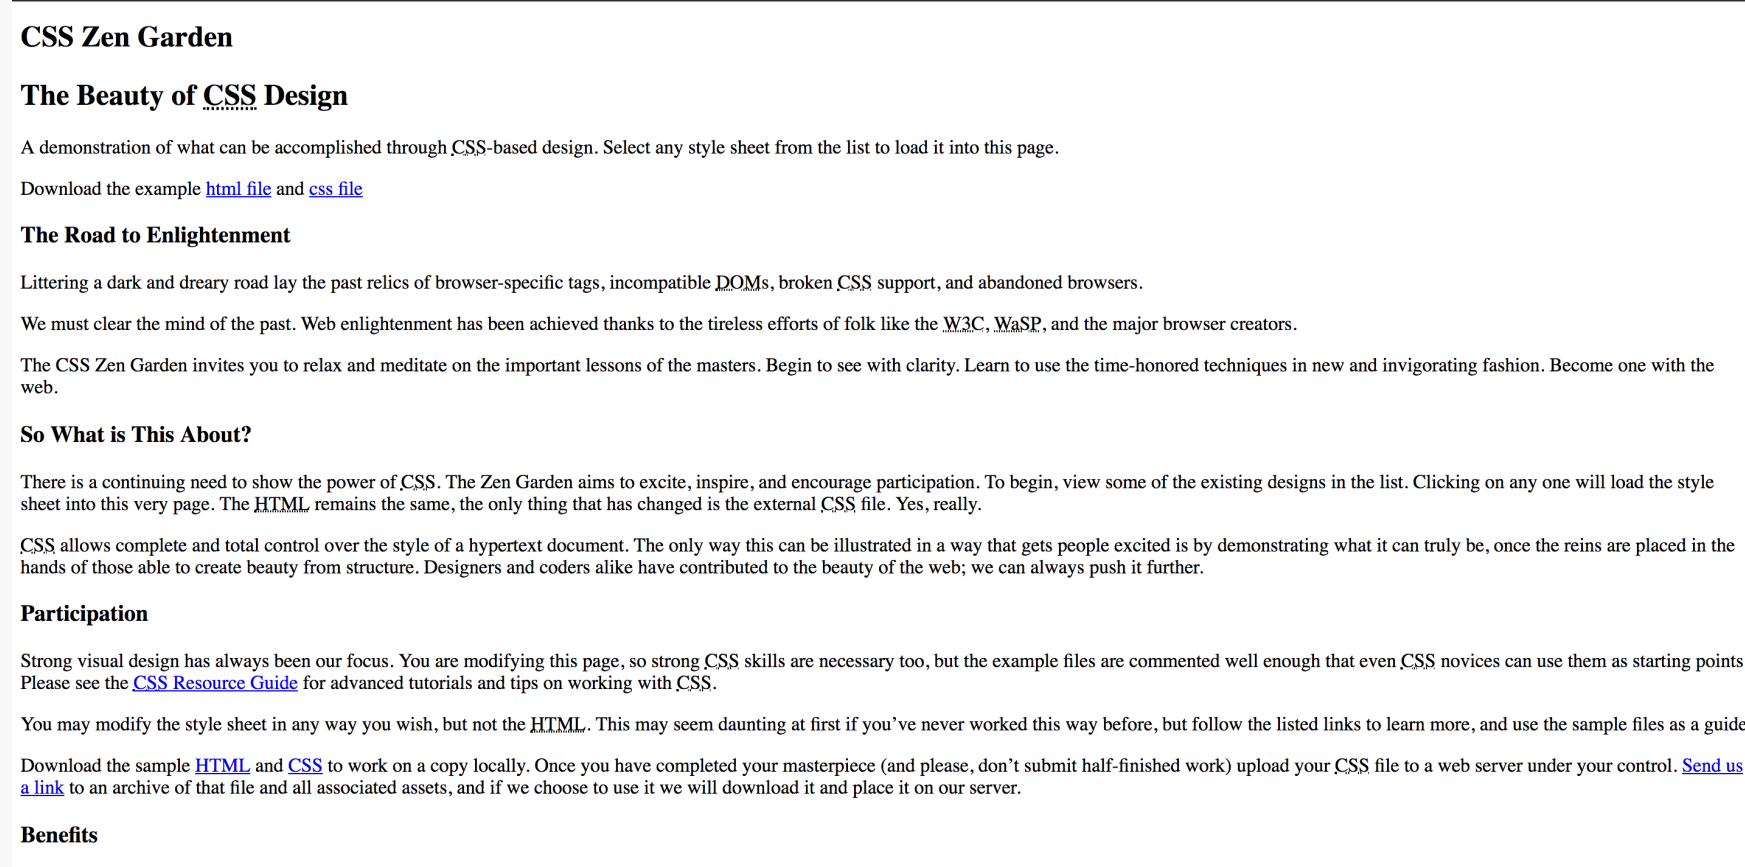 CSS Zen Garden
The Beauty of CSS Design
A demonstration of what can be accomplished through CSS-based design. Select any style sheet from the list to load it into this page.
Download the example html file and css file
The Road to Enlightenment
Littering a dark and dreary road lay the past relics of browser-specific tags, incompatible DOMs, broken CSS support, and abandoned browsers.
We must clear the mind of the past. Web enlightenment has been achieved thanks to the tireless efforts of folk like the W3C, WaSP, and the major browser creators.
The CSS Zen Garden invites you to relax and meditate on the important lessons of the masters. Begin to see with clarity. Learn to use the time-honored techniques in new and invigorating fashion. Become one with the
web.
So What is This About?
There is a continuing need to show the power of CSS. The Zen Garden aims to excite, inspire, and encourage participation. To begin, view some of the existing designs in the list. Clicking on any one will load the style
sheet into this very page. The HTML remains the same, the only thing that has changed is the external CSS file. Yes, really.
CSS allows complete and total control over the style of a hypertext document. The only way this can be illustrated in a way that gets people excited is by demonstrating what it can truly be, once the reins are placed in the
hands of those able to create beauty from structure. Designers and coders alike have contributed to the beauty of the web; we can always push it further.
Participation
Strong visual design has always been our focus. You are modifying this page, so strong CSS skills are necessary too, but the example files are commented well enough that even CSS novices can use them as starting points
Please see the CSS Resource Guide for advanced tutorials and tips on working with CSS.
You may modify the style sheet in any way you wish, but not the HTML. This may seem daunting at first if you’ve never worked this way before, but follow the listed links to learn more, and use the sample files as a guide
Download the sample HTML and CSS to work on a copy locally. Once you have completed your masterpiece (and please, don’t submit half-finished work) upload your CSS file to a web server under your control. Send us
a link to an archive of that file and all associated assets, and if we choose to use it we will download it and place it on our server.
Benefits